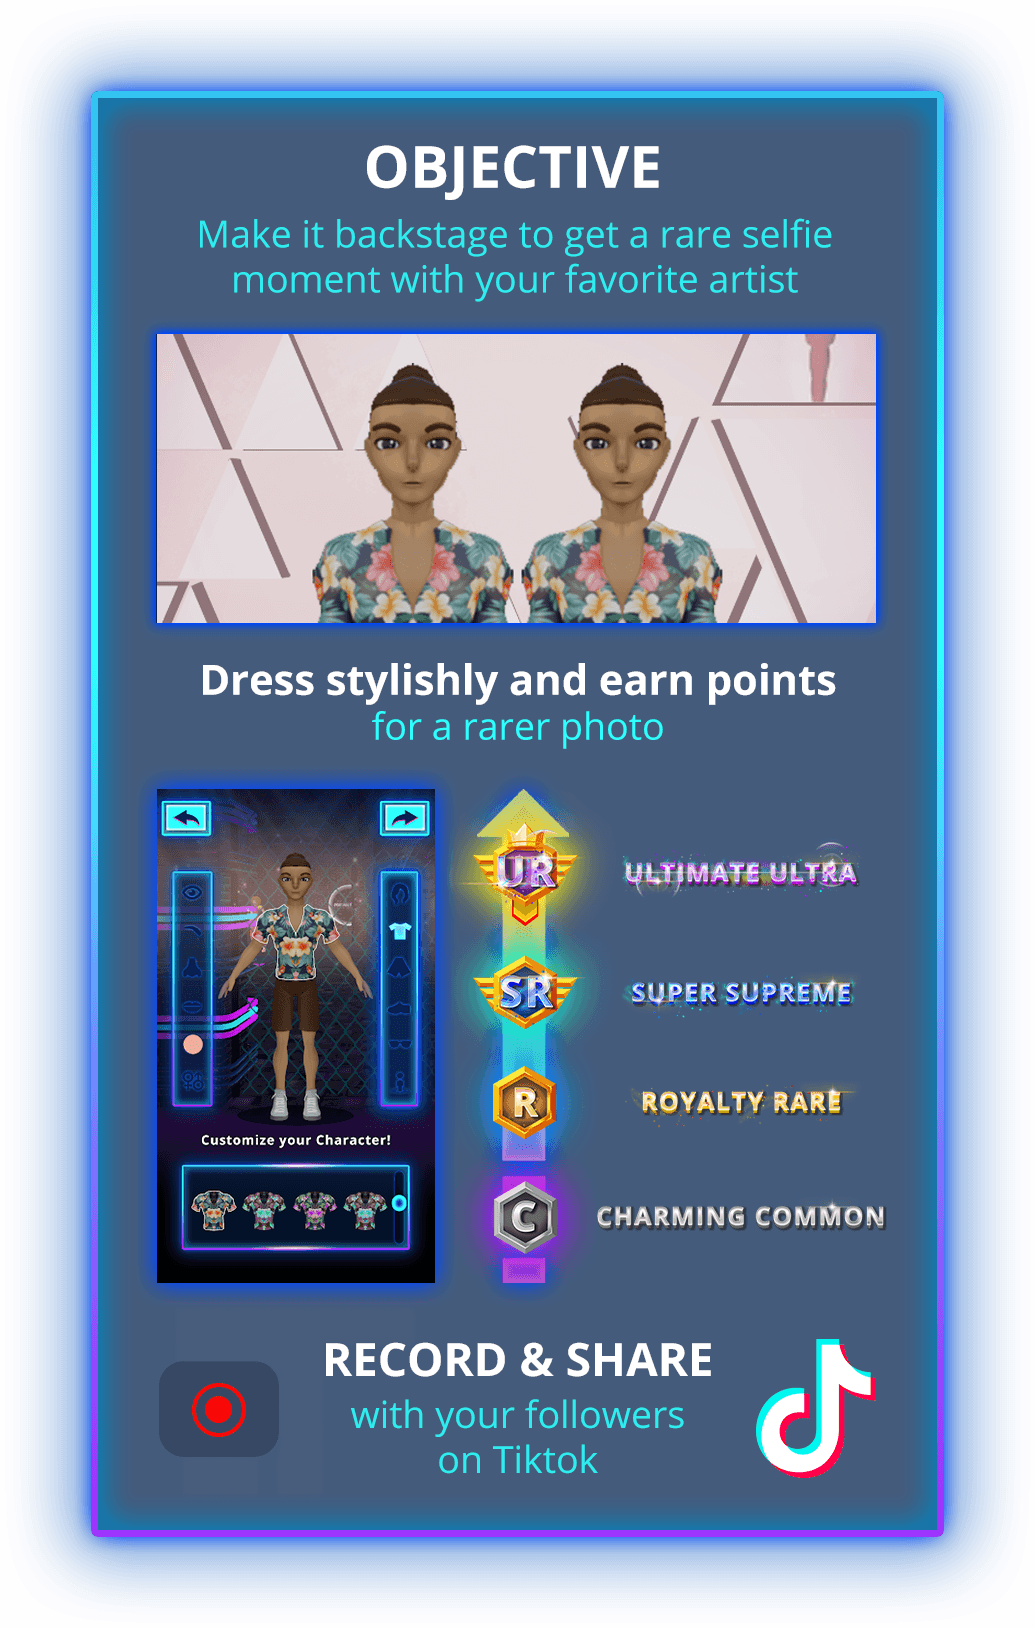 OBJECTIVE
Make it backstage to get a rare selfie
moment with your favorite artist
Dress stylishly and earn points
for a rarer photo
Customize your Character!
UR
ULTIMATE ULTRA
SR
SUPER SUPREME
R
ROYALTY RARE
C
CHARMING COMMON
RECORD & SHARE
with your followers
on Tiktok